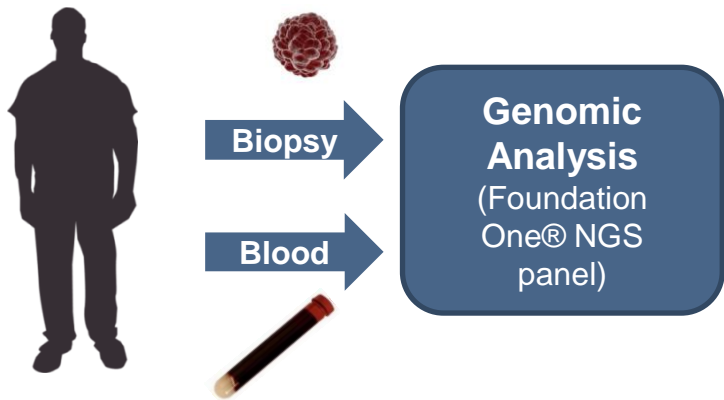 Biopsy
Blood
Genomic
Analysis
(Foundation
One® NGS
panel)